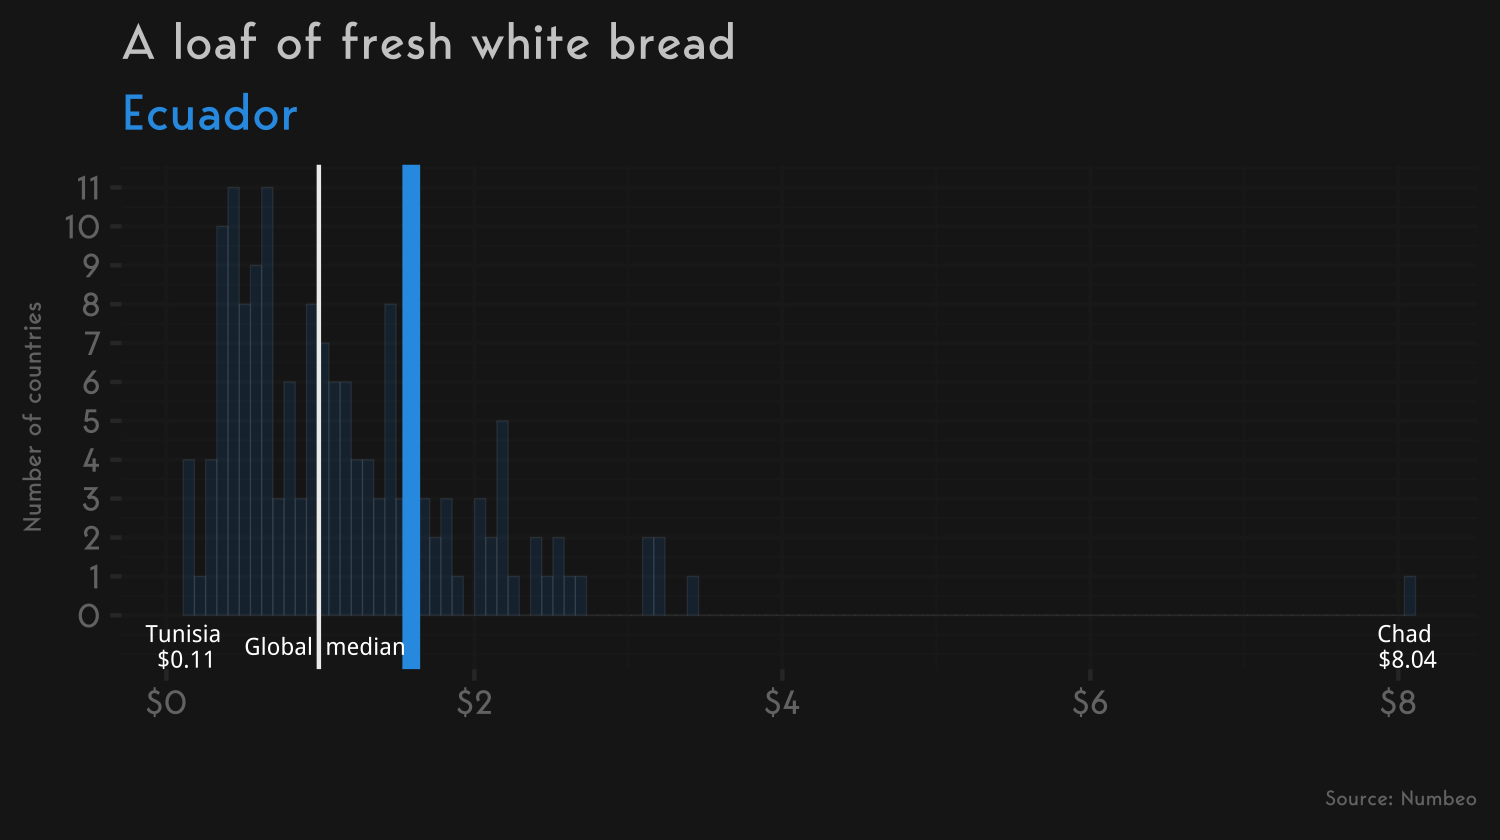 A loaf of fresh white bread
Ecuador
Number of countries
11
10
9
8
7
6
5
4
3
2
1
0
Tunisia
$0.11
Global median
Chad
$8.04
$0 $2 $4 $6 $8
Source: Numbeo